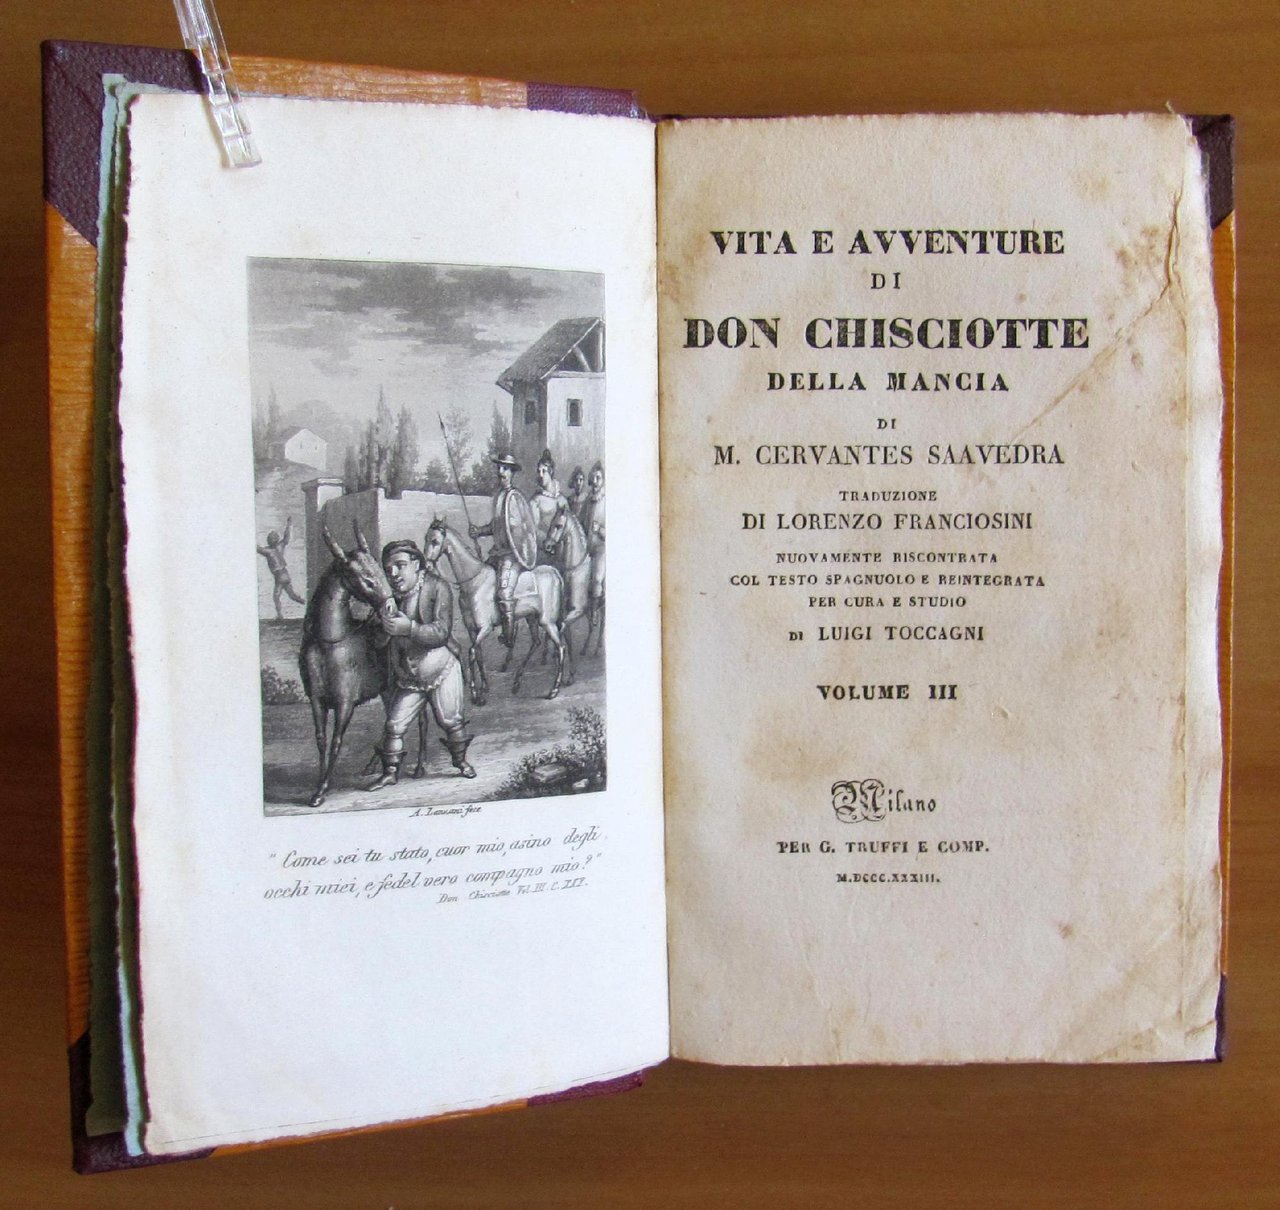 A. Lanzani fece
"Come sei tu stato, cuor mio, asino degli
occhi miei, e fedel vero compagno mio?"
Don Chisciotte Vol. III. C.
VITA E AVVENTURE
DI
DON CHISCIOTTE
DELLA MANCIA
DI
M. CERVANTES SAAVEDRA
TRADUZIONE
DI LORENZO FRANCIOSINI
NUOVAMENTE RISCONTRATA
COL TESTO SPAGNUOLO E REINTEGRATA
PER CURA E STUDIO
DI LUIGI TOCCAGNI
VOLUME III
Milano
PER G. TRUFFI E COMP.
M.DCCC.XXXIII.